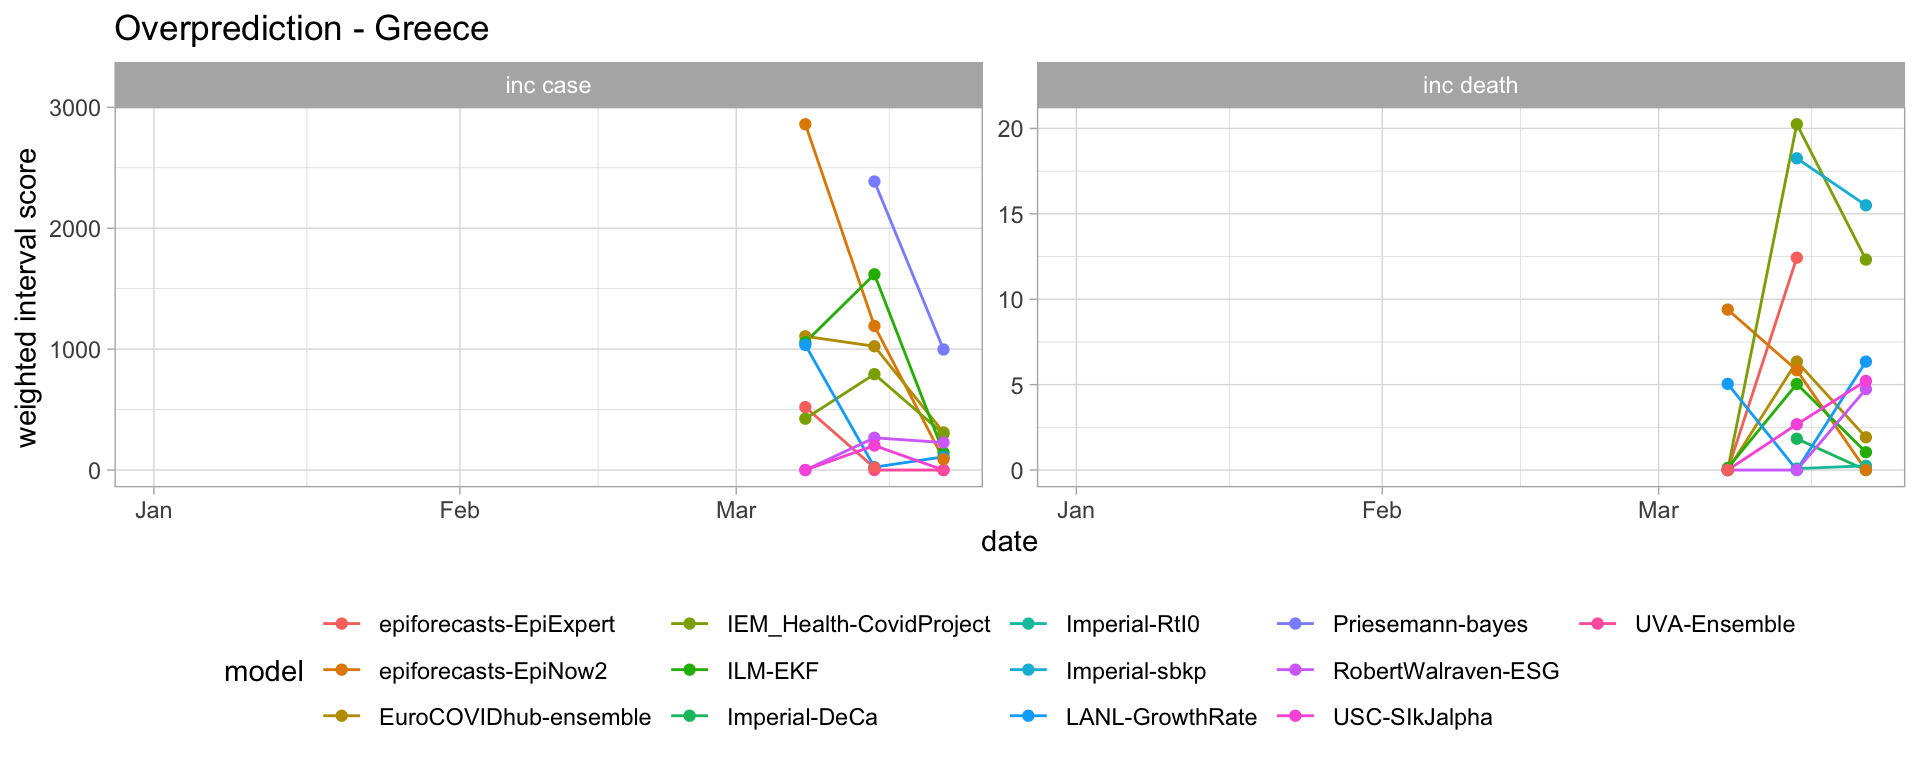 Overprediction - Greece
inc case
inc death
weighted interval score
3000
2000
1000
0
20
15
10
5
0
Jan
Feb
Mar
Jan
Feb
Mar
date
model
epiforecasts-EpiExpert
epiforecasts-EpiNow2
EuroCOVIDhub-ensemble
IEM_Health-CovidProject
ILM-EKF
Imperial-DeCa
Imperial-RtI0
Imperial-sbkp
LANL-GrowthRate
Priesemann-bayes
RobertWalraven-ESG
USC-SIkJalpha
UVA-Ensemble